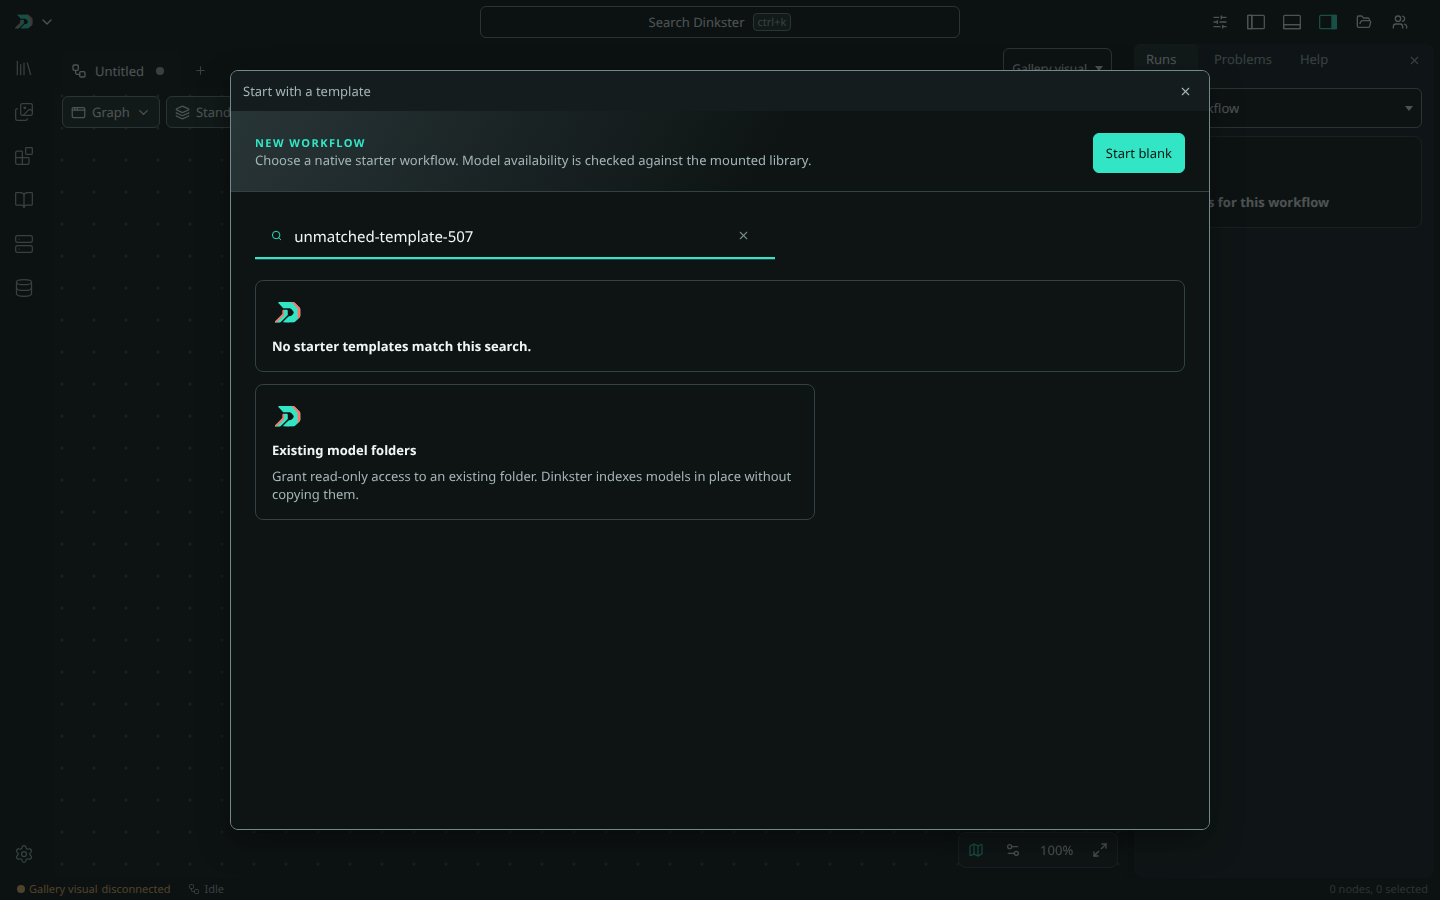 Search Dinkster ctrl+k
Untitled
Gallery visual
Runs Problems Help
Graph
Stand
kflow
s for this workflow
Start with a template
NEW WORKFLOW
Choose a native starter workflow. Model availability is checked against the mounted library.
Start blank
unmatched-template-507
No starter templates match this search.
Existing model folders
Grant read-only access to an existing folder. Dinkster indexes models in place without
copying them.
100%
Gallery visual disconnected
Idle
0 nodes, 0 selected